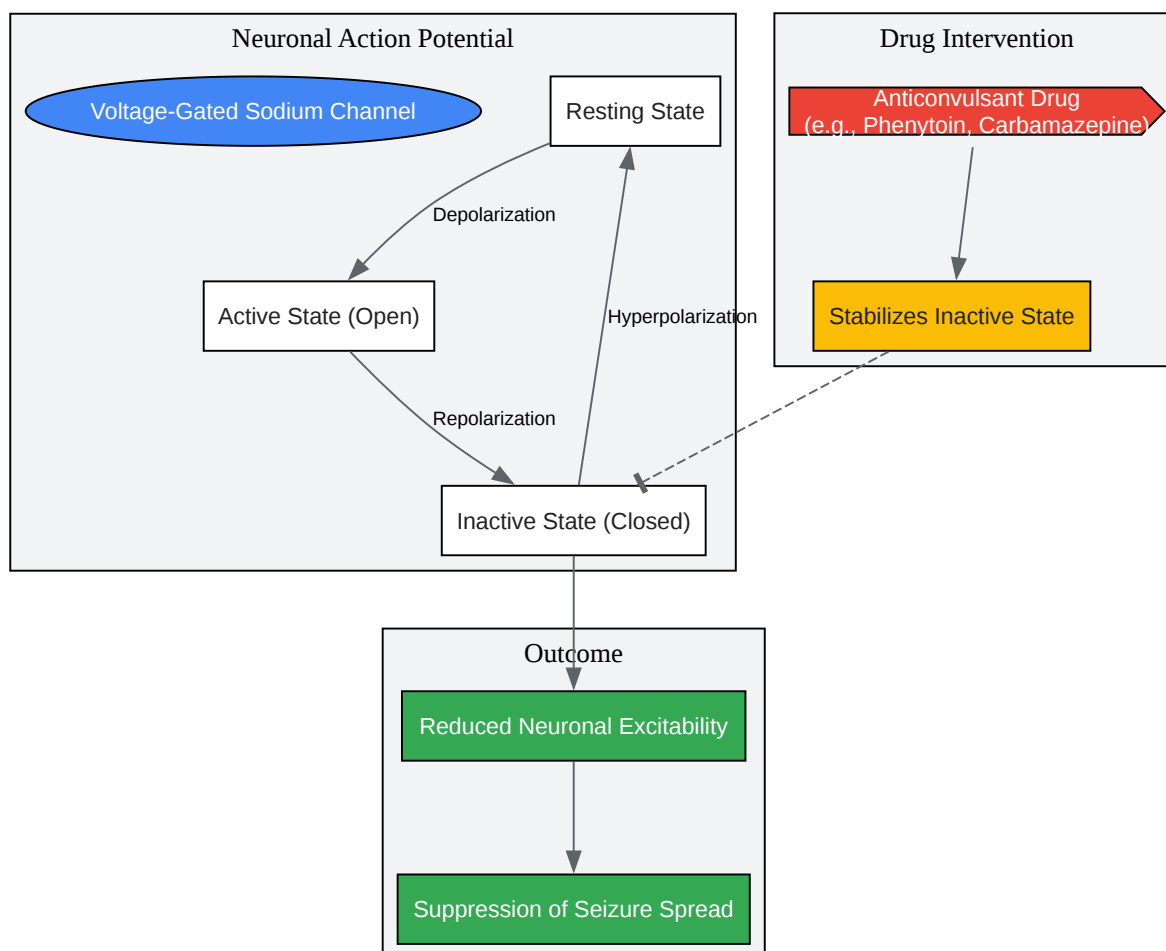 Neuronal Action Potential
Voltage-Gated Sodium Channel
Resting State
Depolarization
Active State (Open)
Hyperpolarization
Repolarization
Inactive State (Closed)
Drug Intervention
Anticonvulsant Drug
(e.g., Phenytoin, Carbamazepine)
Stabilizes Inactive State
Outcome
Reduced Neuronal Excitability
Suppression of Seizure Spread